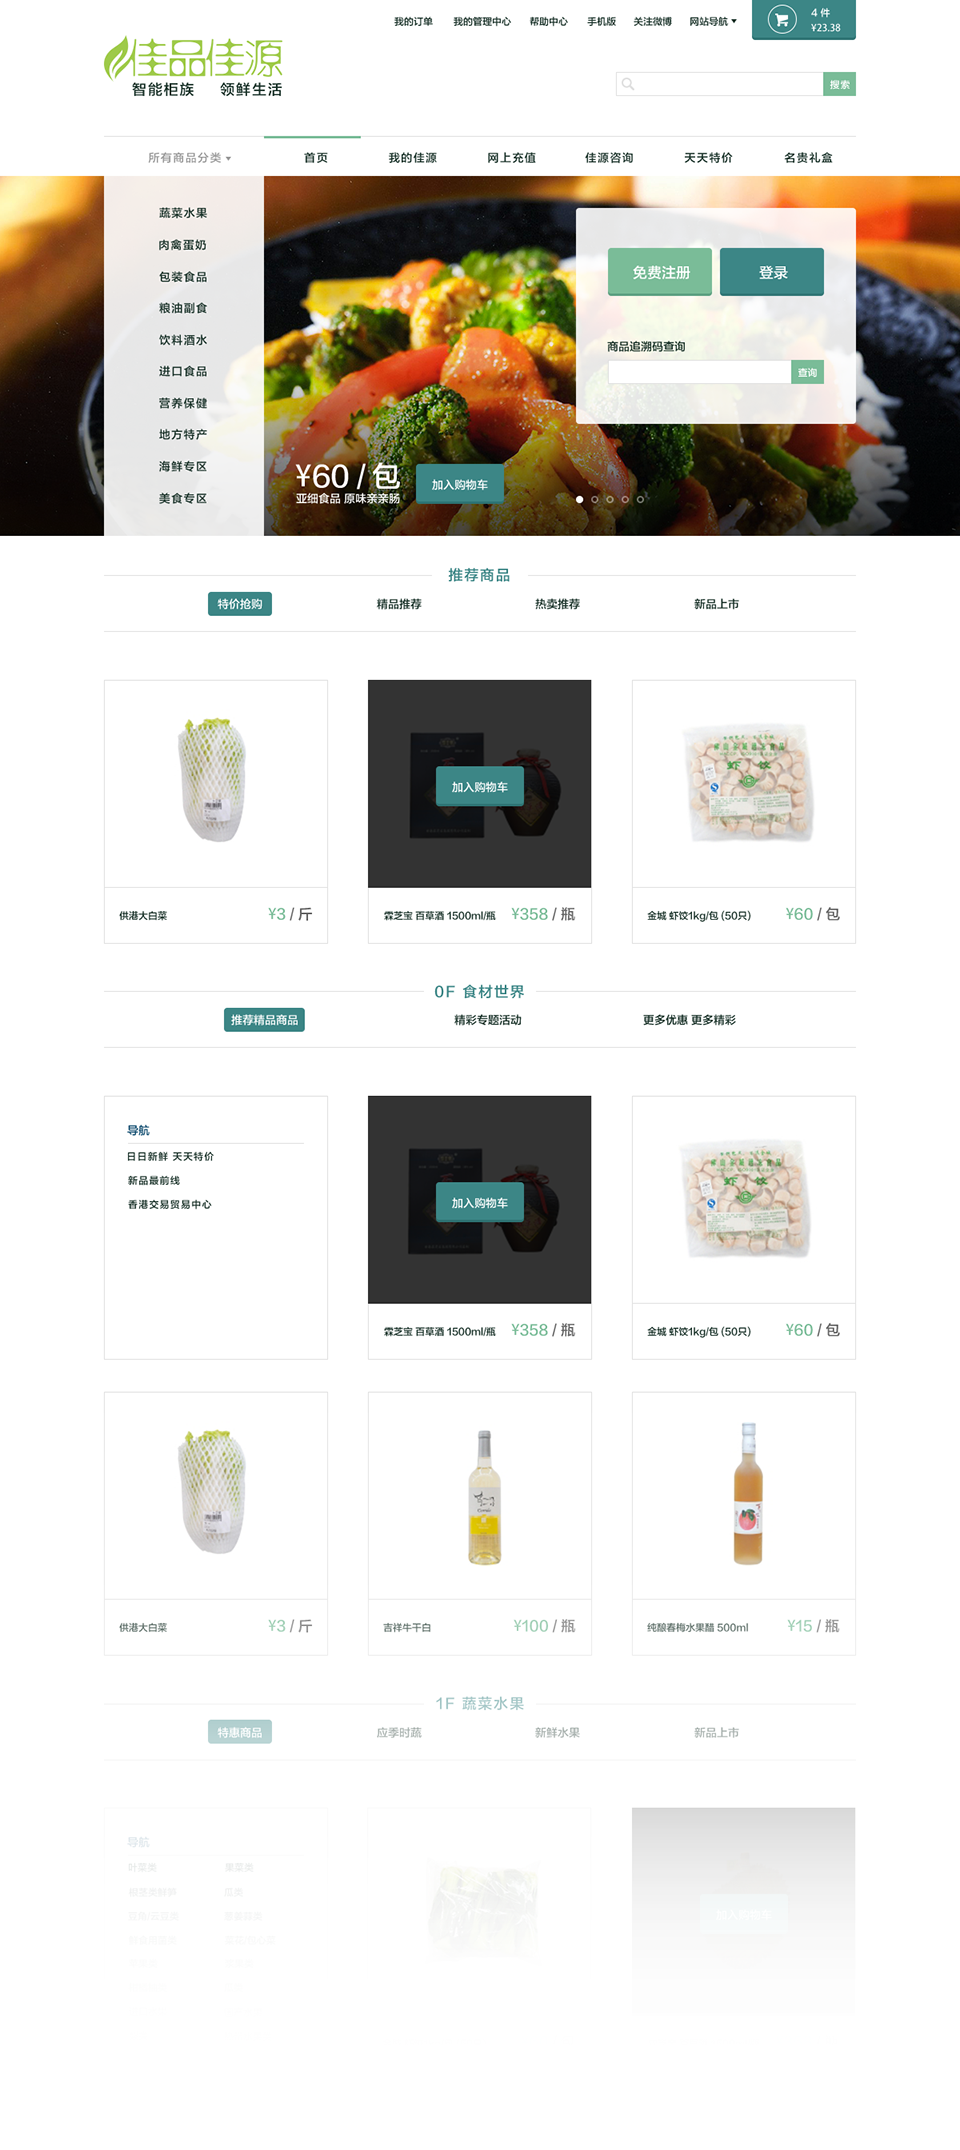 我的订单 我的管理中心 帮助中心 手机版 关注微博 网站导航
4 件
¥23.38
佳品佳源
智能柜族 领鲜生活
搜索
所有商品分类 首页 我的佳源 网上充值 佳源咨询 天天特价 名贵礼盒
蔬菜水果
肉禽蛋奶
包装食品
粮油副食
饮料酒水
进口食品
营养保健
地方特产
海鲜专区
美食专区
免费注册 登录
商品追溯码查询
查询
¥60 / 包
亚细食品 原味亲亲肠
加入购物车
推荐商品
特价抢购 精品推荐 热卖推荐 新品上市
加入购物车
虾饺
供港大白菜 ¥3 / 斤
霖芝宝 百草酒 1500ml/瓶 ¥358 / 瓶
金城 虾饺1kg/包 (50只) ¥60 / 包
0F 食材世界
推荐精品商品 精彩专题活动 更多优惠 更多精彩
导航
日日新鲜 天天特价
新品最前线
香港交易贸易中心
加入购物车
虾饺
霖芝宝 百草酒 1500ml/瓶 ¥358 / 瓶
金城 虾饺1kg/包 (50只) ¥60 / 包
供港大白菜 ¥3 / 斤
吉祥牛干白 ¥100 / 瓶
纯酿春梅水果醋 500ml ¥15 / 瓶
1F 蔬菜水果
特惠商品 应季时蔬 新鲜水果 新品上市
导航
叶菜类 果菜类
加入购物车